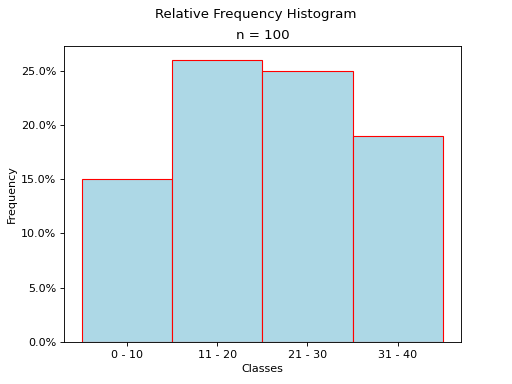 Relative Frequency Histogram
n = 100
25.0%
20.0%
15.0%
10.0%
5.0%
0.0%
Frequency
0 - 10
11 - 20
21 - 30
31 - 40
Classes